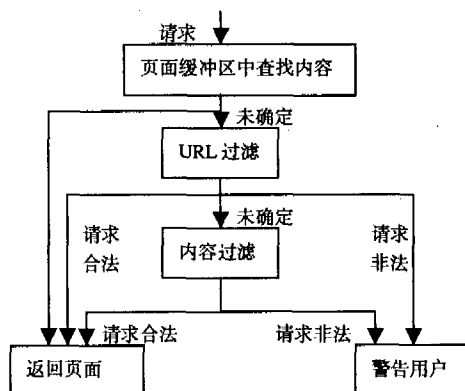 请求
页面缓冲区中查找内容
未确定
URL 过滤
未确定
请求
合法
请求
非法
内容过滤
请求合法
请求非法
返回页面
警告用户